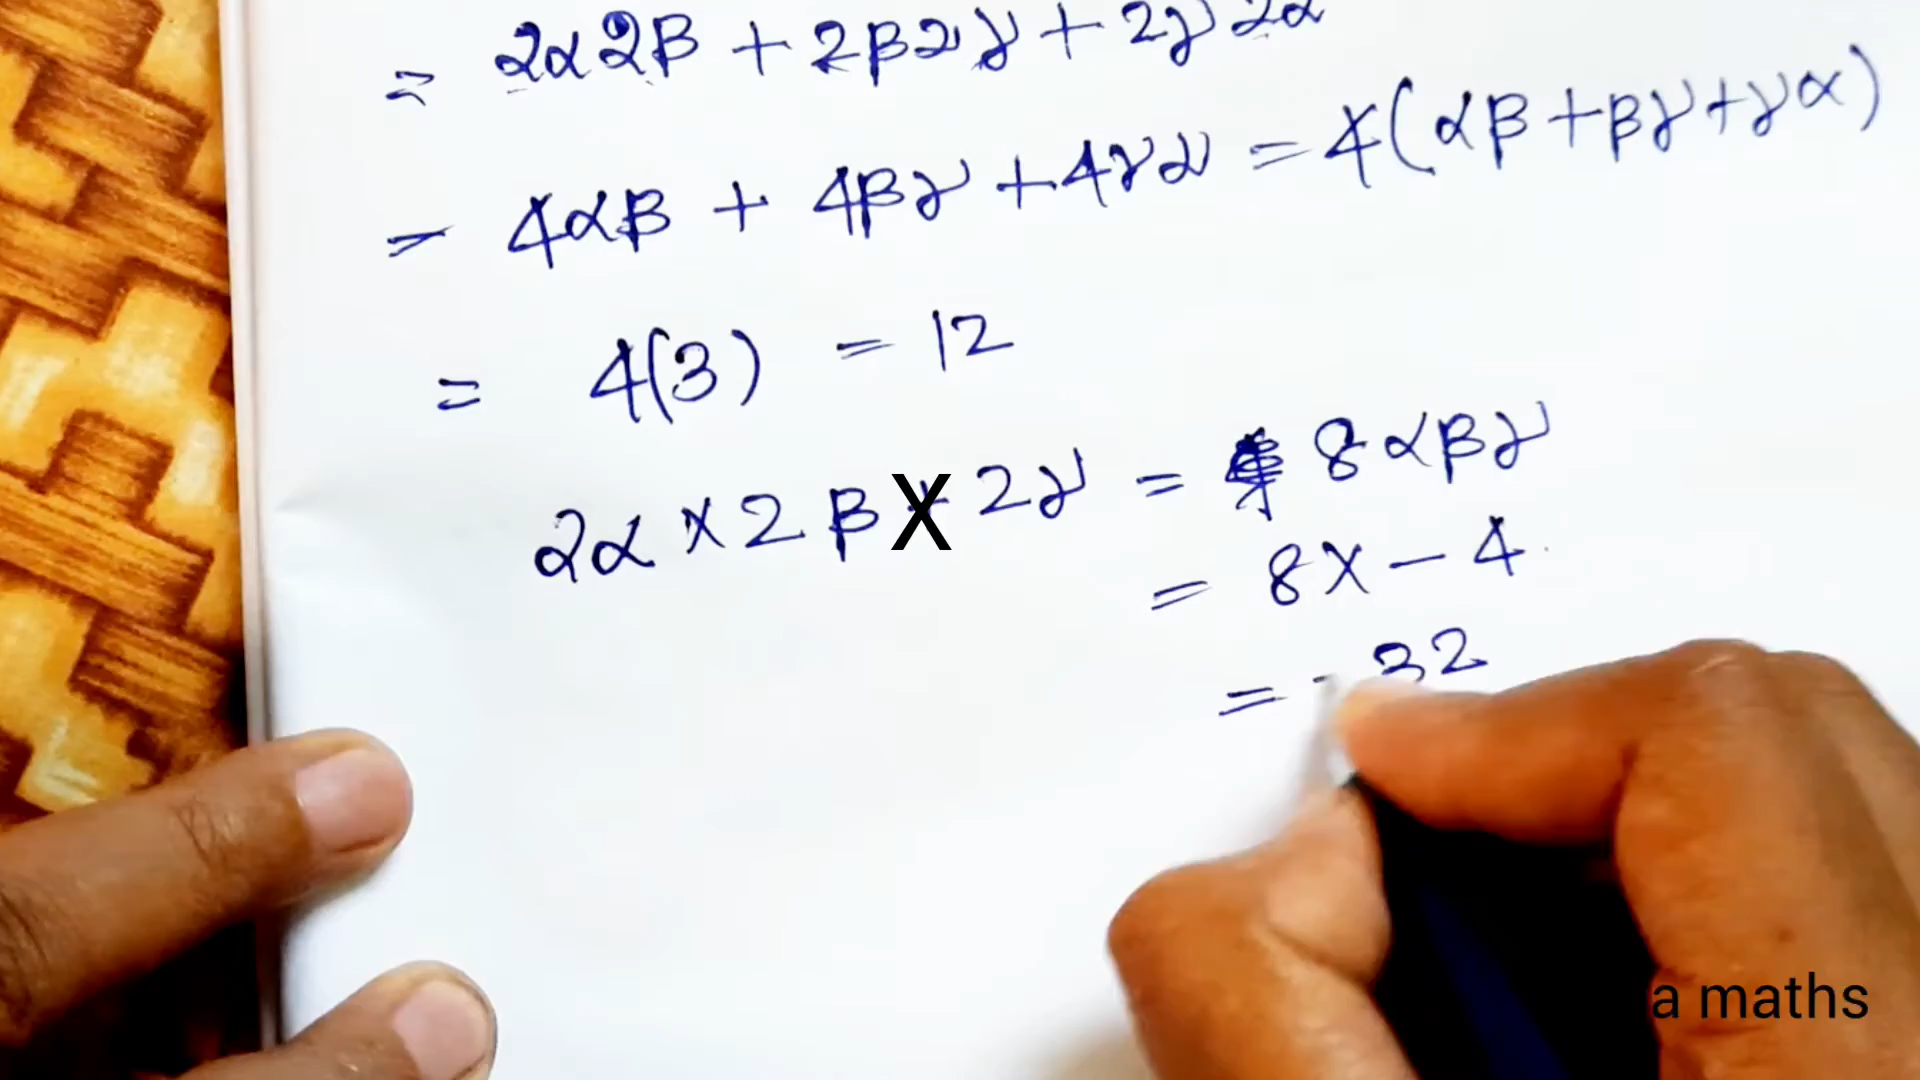 = 2α2β + 2β2γ + 2γ2α
= 4αβ + 4βγ + 4γα = 4(αβ+βγ+γα)
= 4(3) = 12
2α × 2β X 2γ = 8αβγ
= 8x - 4
= -32
a maths